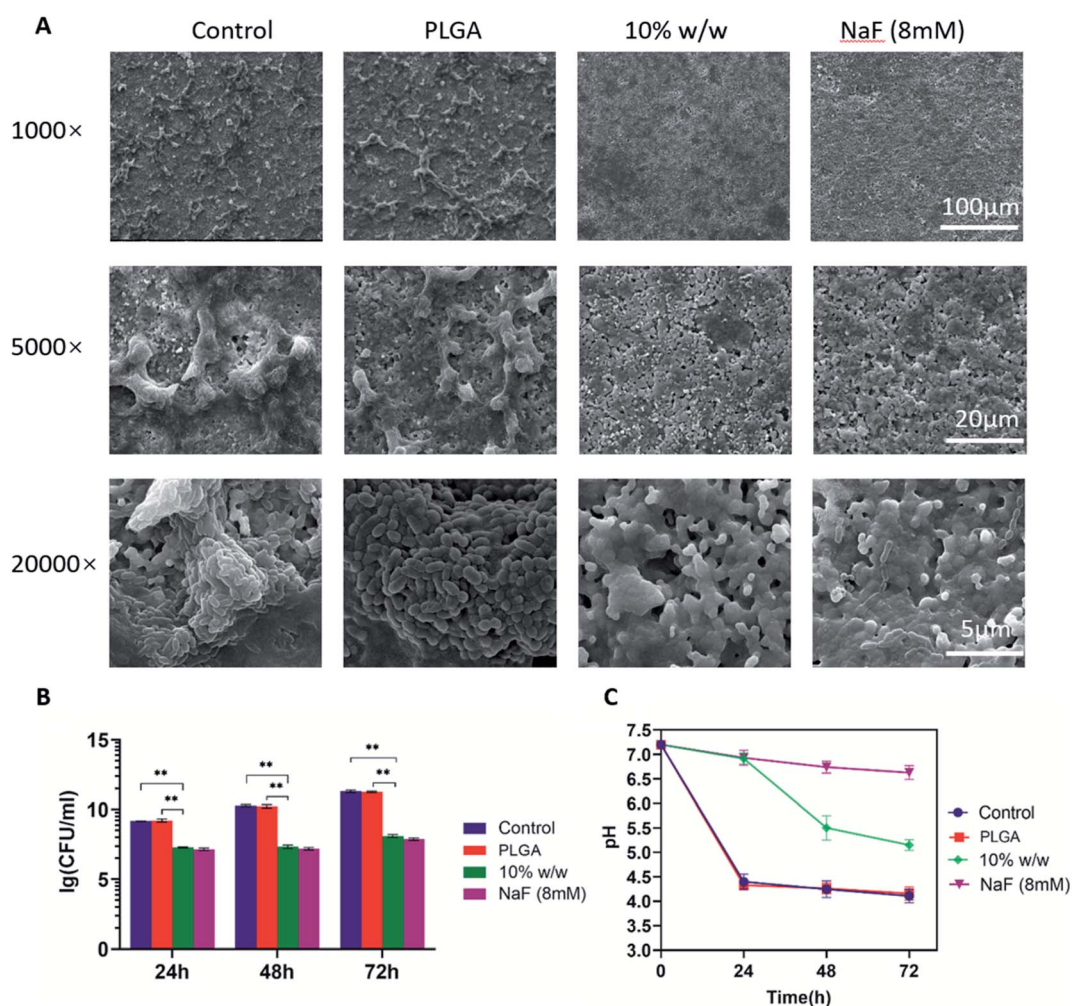 A
Control PLGA 10% w/w NaF (8mM)
1000×
100μm
5000×
20μm
20000×
5μm
B
lg(CFU/ml)
15
10
5
0
** ** **
** ** **
24h 48h 72h
Control
PLGA
10% w/w
NaF (8mM)
C
pH
7.5
7.0
6.5
6.0
5.5
5.0
4.5
4.0
3.5
3.0
0 24 48 72
Time(h)
Control
PLGA
10% w/w
NaF (8mM)